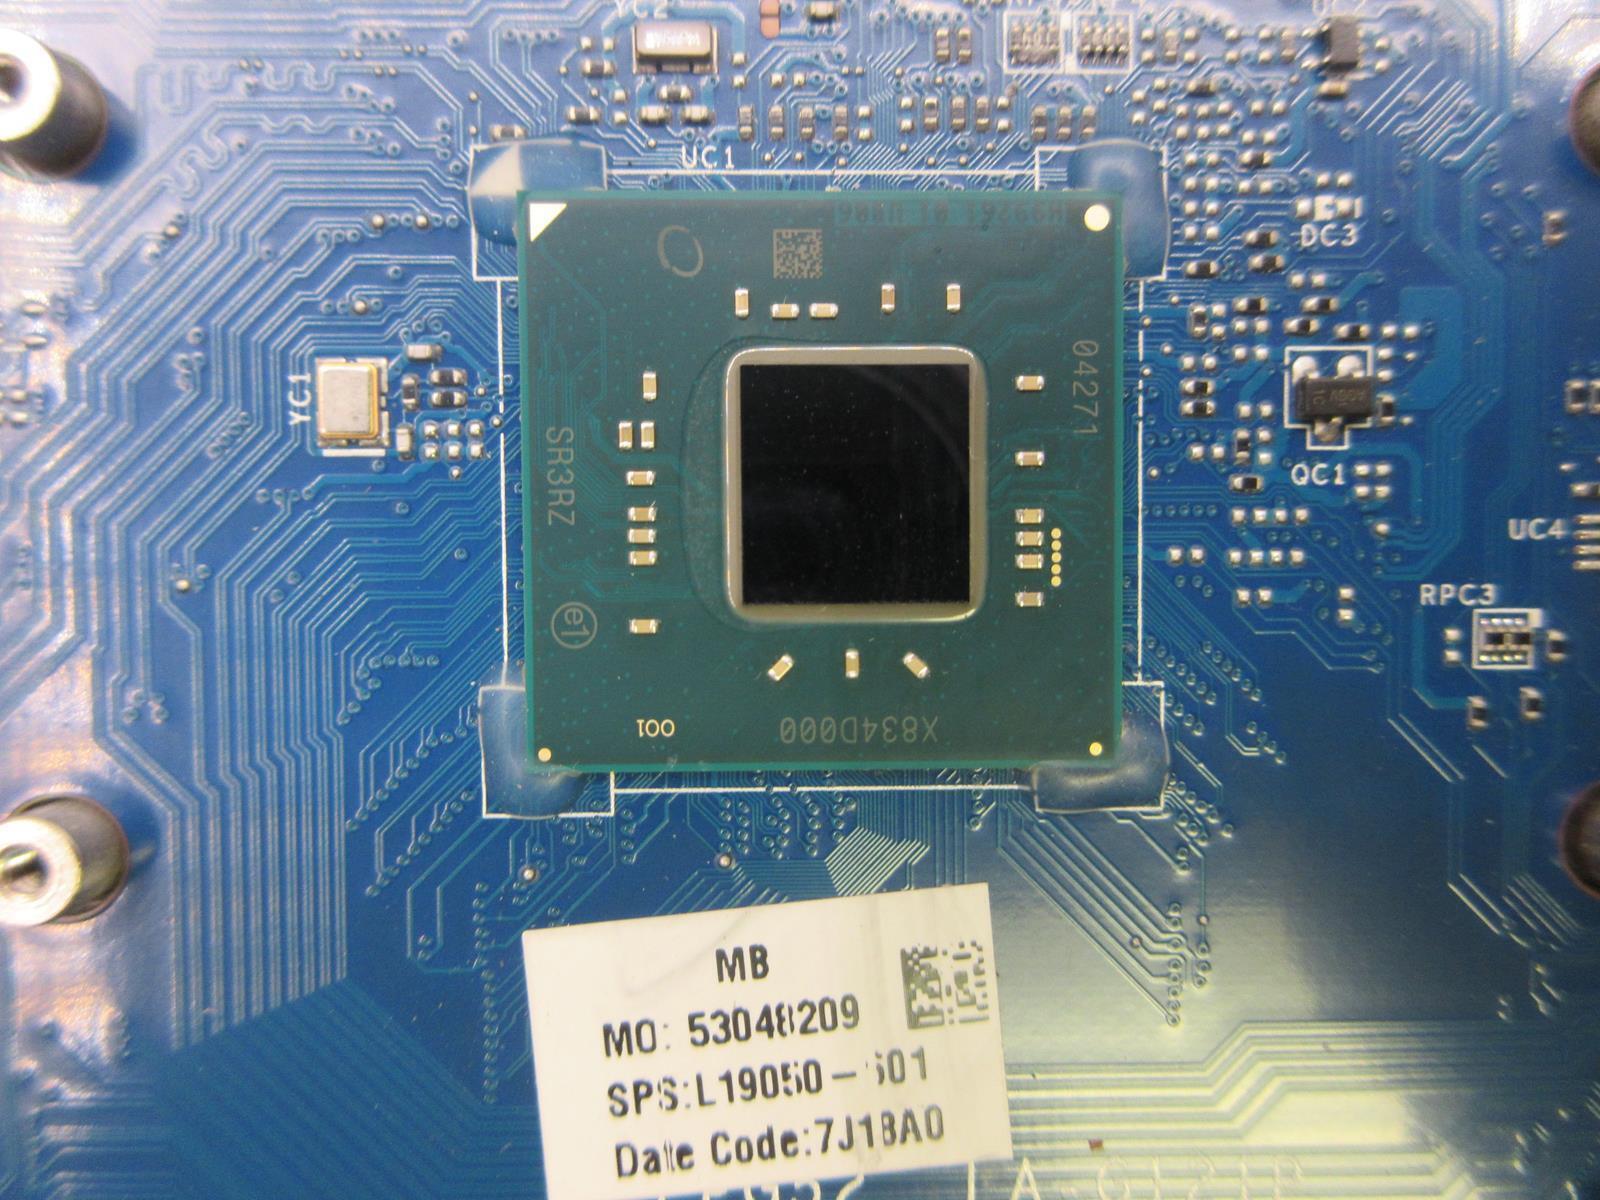 YC2
UC1
DC3
04271
YC1
SR3RZ
QC1
UC4
e1
RPC3
001
X834D000
MB
MO: 53048209
SPS:L19050-601
Date Code:7J18A0